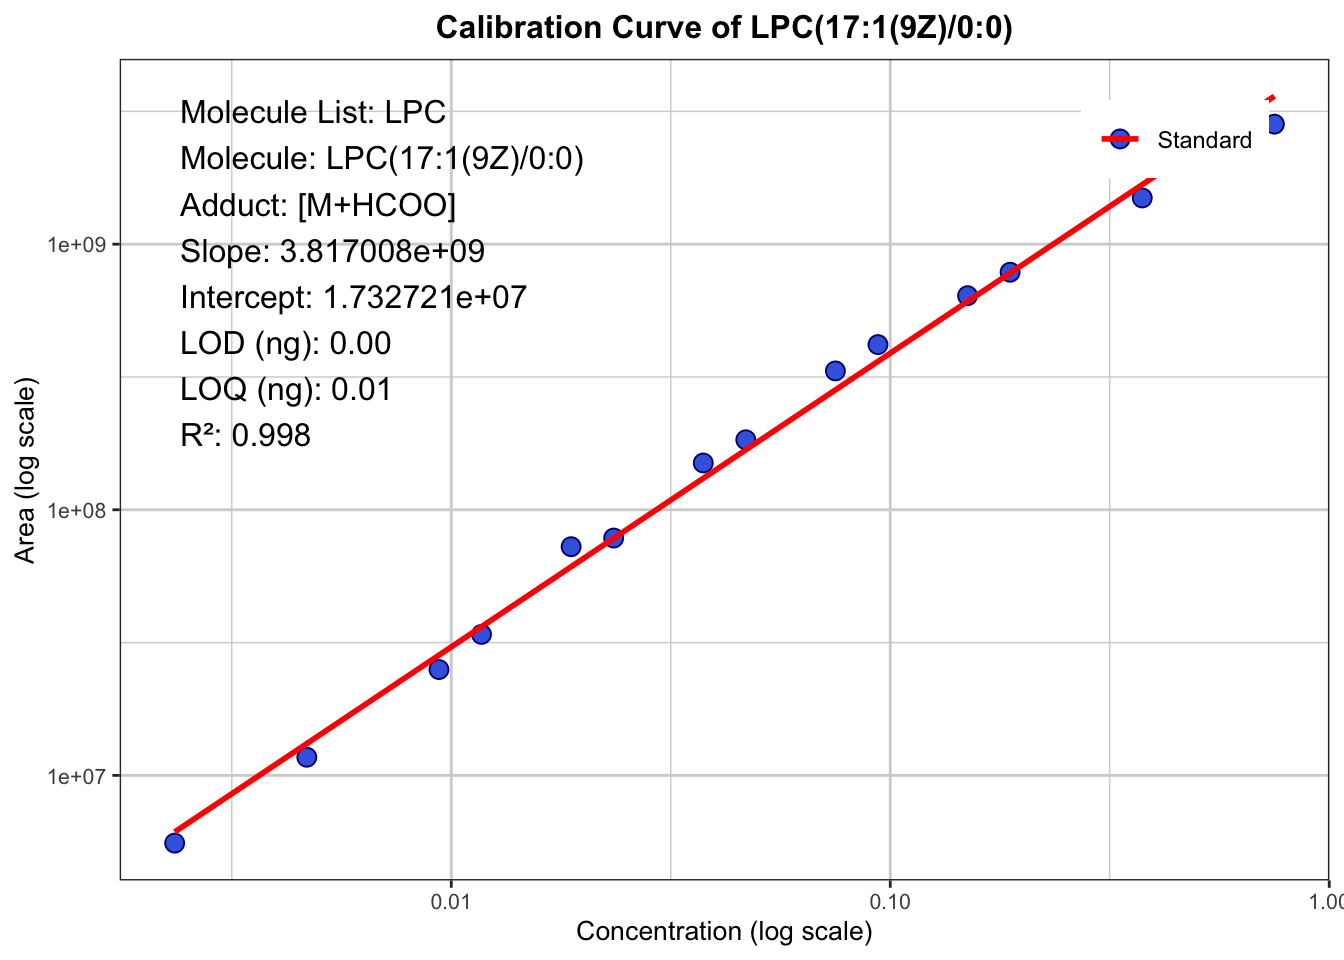 Calibration Curve of LPC(17:1(9Z)/0:0)
Molecule List: LPC
Molecule: LPC(17:1(9Z)/0:0)
Adduct: [M+HCOO]
Slope: 3.817008e+09
Intercept: 1.732721e+07
LOD (ng): 0.00
LOQ (ng): 0.01
R²: 0.998
Standard
1e+09
1e+08
1e+07
Area (log scale)
0.01
0.10
1.00
Concentration (log scale)